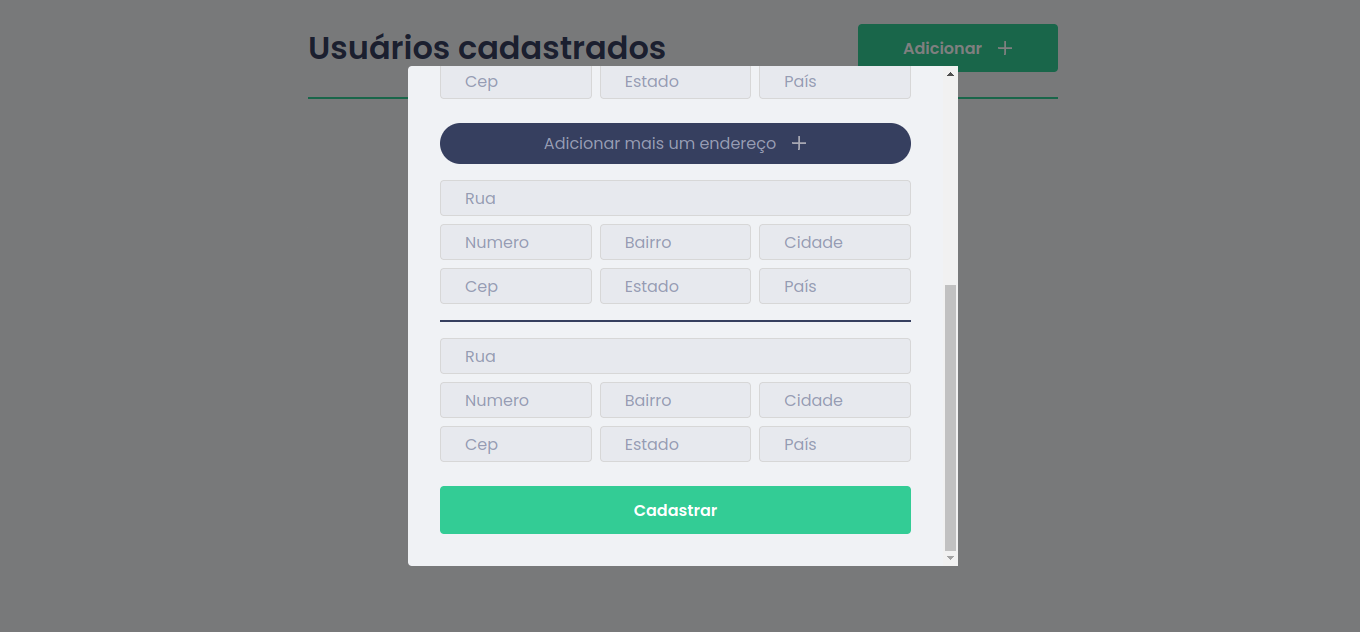 Usuários cadastrados
Adicionar
Cep Estado País
Adicionar mais um endereço
Rua
Numero Bairro Cidade
Cep Estado País
Rua
Numero Bairro Cidade
Cep Estado País
Cadastrar